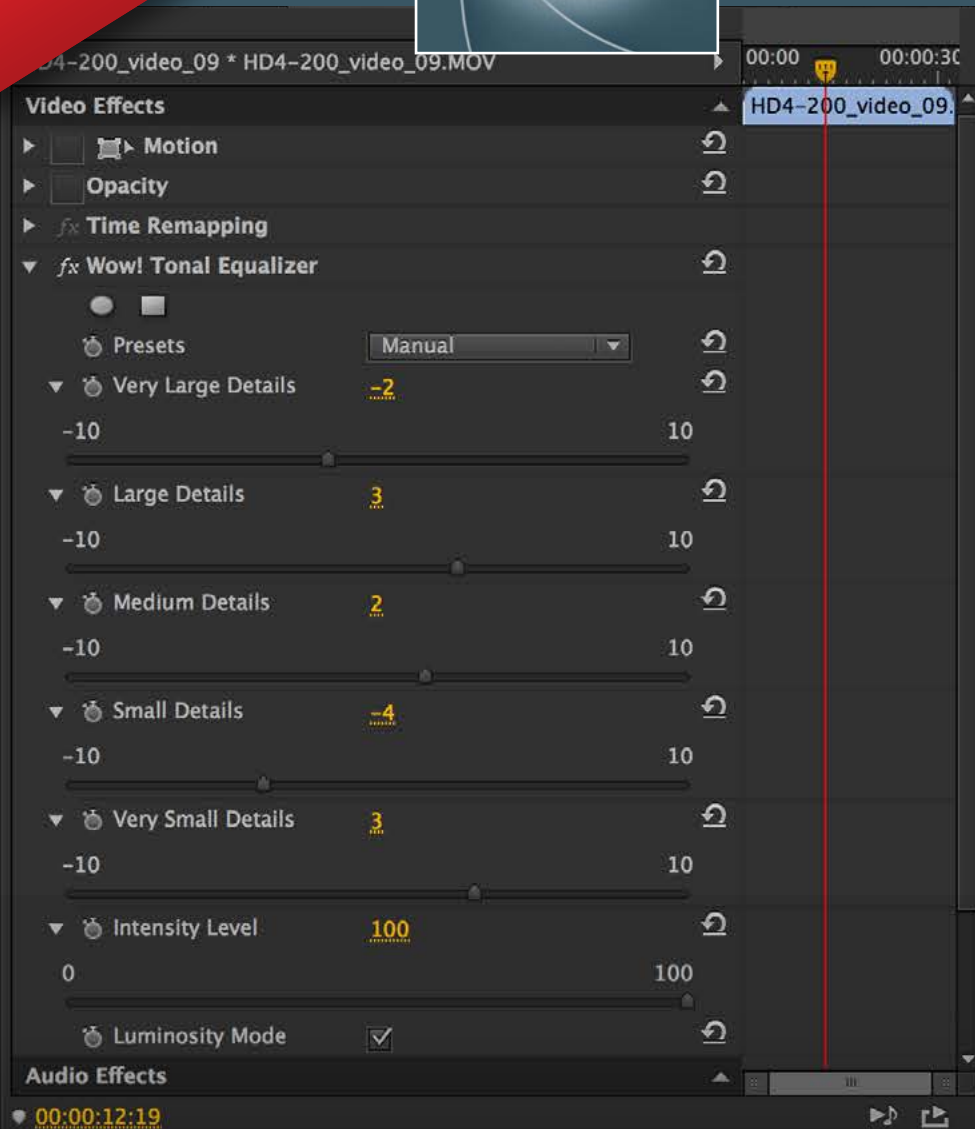 -200_video_09 * HD4-200_video_09.MOV
00:00 00:00:30
Video Effects
HD4-200_video_09.
Motion
Opacity
fx Time Remapping
fx Wow! Tonal Equalizer
Presets Manual
Very Large Details -2
-10 10
Large Details 3
-10 10
Medium Details 2
-10 10
Small Details -4
-10 10
Very Small Details 3
-10 10
Intensity Level 100
0 100
Luminosity Mode
Audio Effects
00:00:12:19